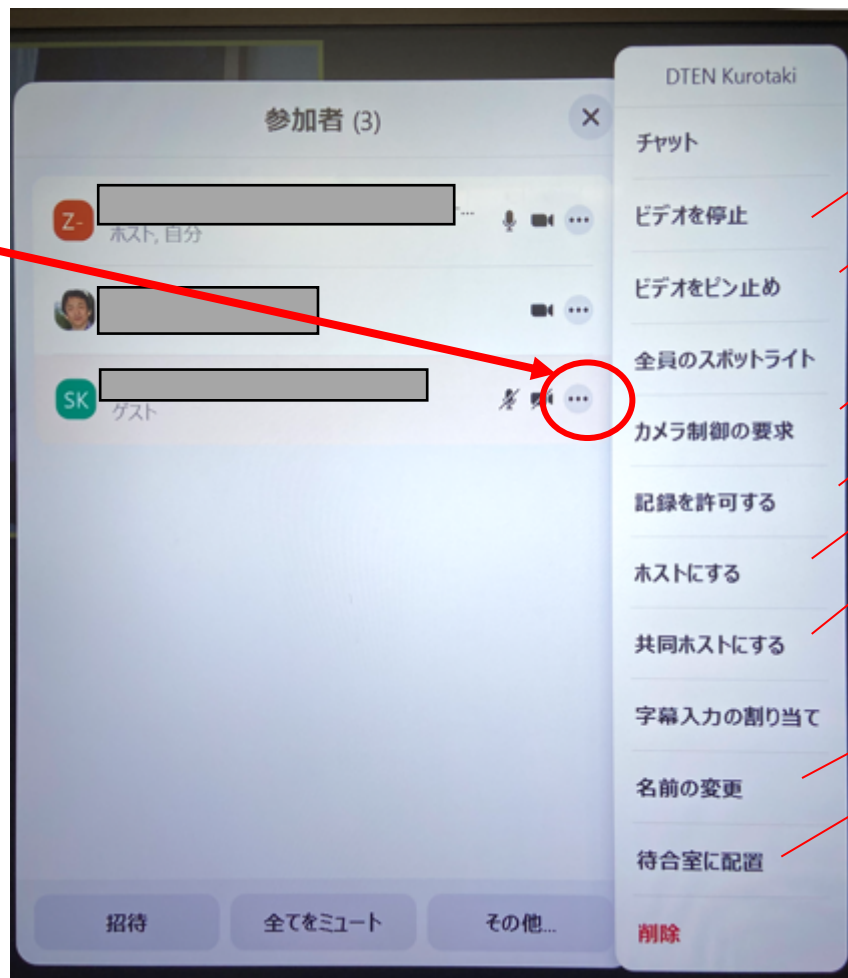 参加者 (3)
Z-
ホスト, 自分
SK
ゲスト
招待
全てをミュート
その他...
DTEN Kurotaki
チャット
ビデオを停止
ビデオをピン止め
全員のスポットライト
カメラ制御の要求
記録を許可する
ホストにする
共同ホストにする
字幕入力の割り当て
名前の変更
待合室に配置
削除